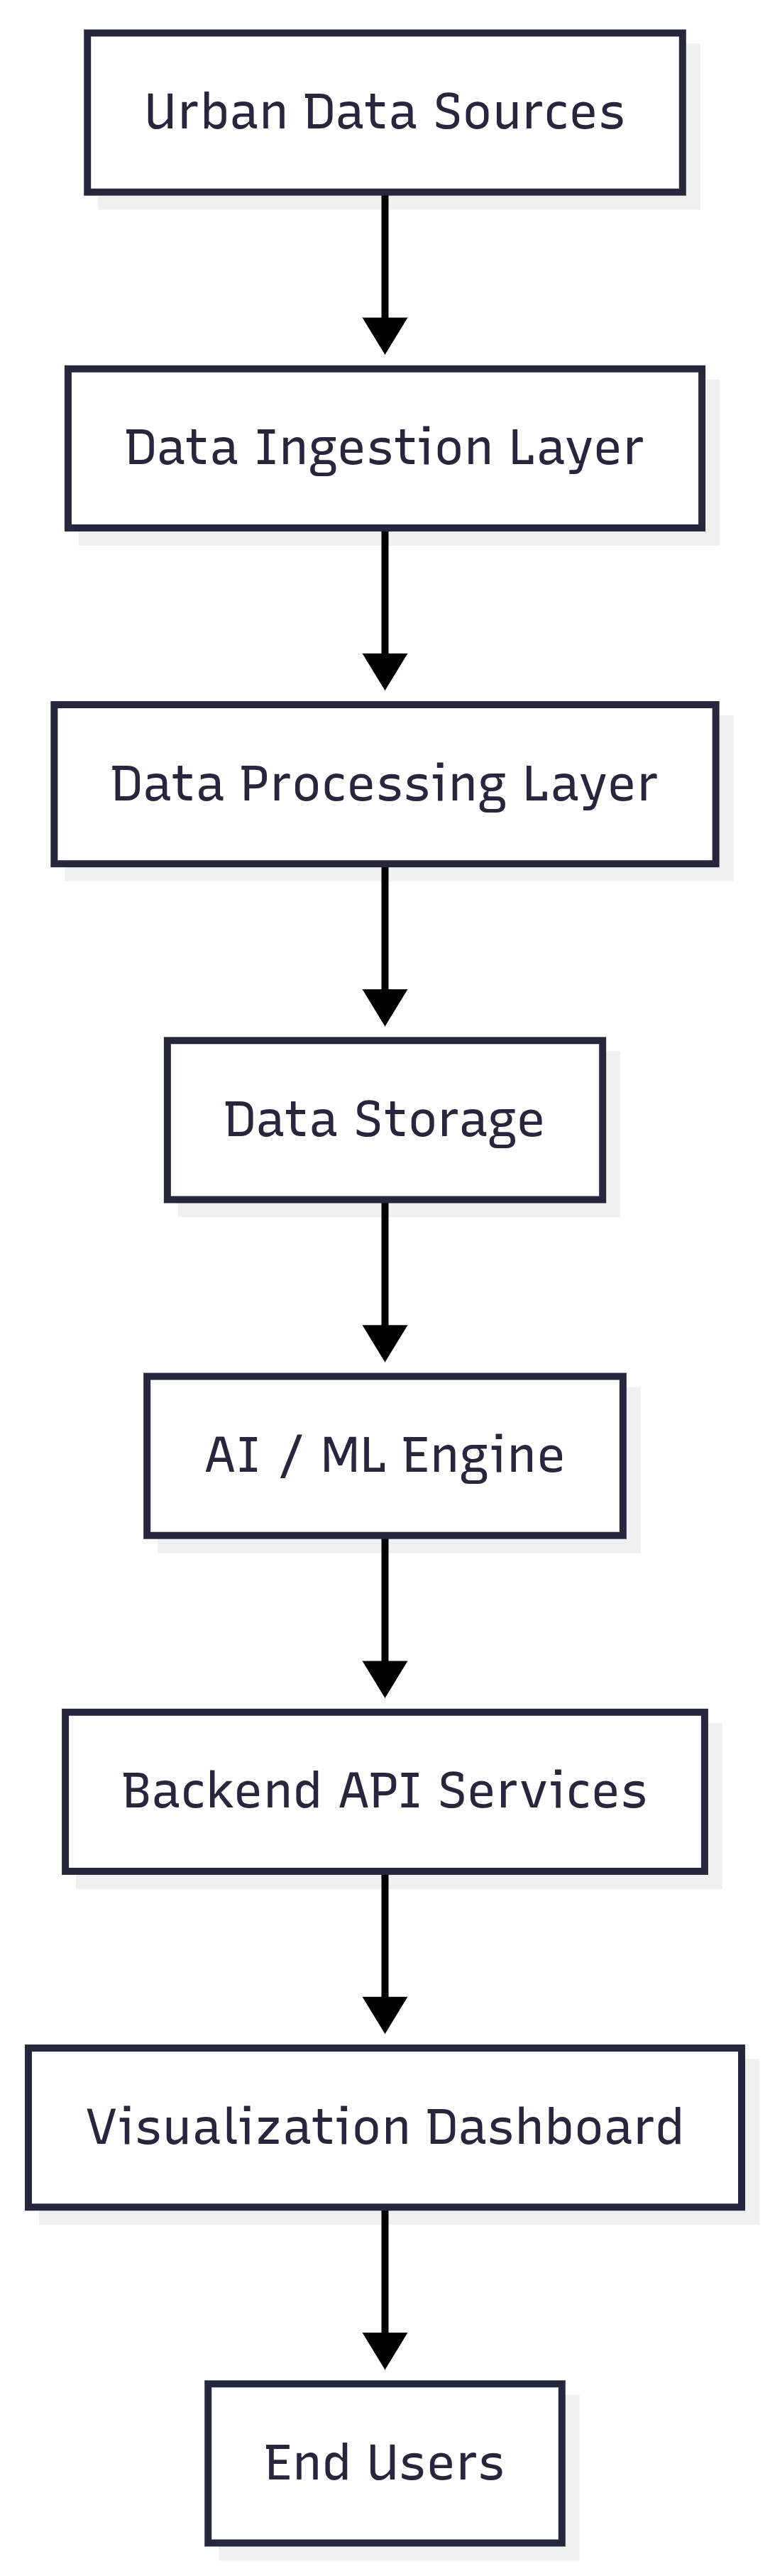 Urban Data Sources
Data Ingestion Layer
Data Processing Layer
Data Storage
AI / ML Engine
Backend API Services
Visualization Dashboard
End Users